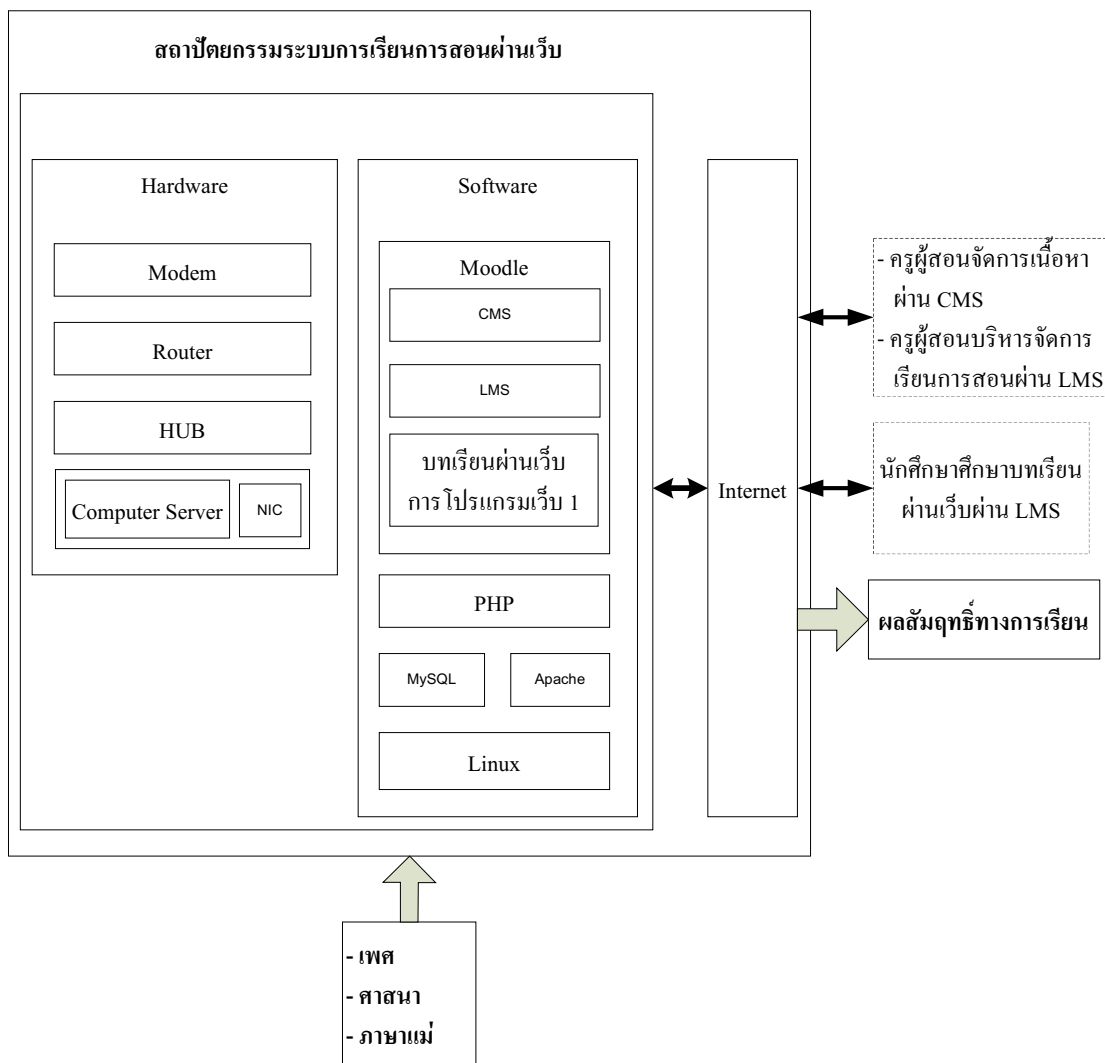 สถาปัตยกรรมระบบการเรียนการสอนผ่านเว็บ
Hardware
Modem
Router
HUB
Computer Server
NIC
Software
Moodle
CMS
LMS
บทเรียนผ่านเว็บ
การโปรแกรมเว็บ 1
PHP
MySQL
Apache
Linux
Internet
- ครูผู้สอนจัดการเนื้อหา
ผ่าน CMS
- ครูผู้สอนบริหารจัดการ
เรียนการสอนผ่าน LMS
นักศึกษาศึกษาบทเรียน
ผ่านเว็บผ่าน LMS
ผลสัมฤทธิ์ทางการเรียน
- เพศ
- ศาสนา
- ภาษาแม่